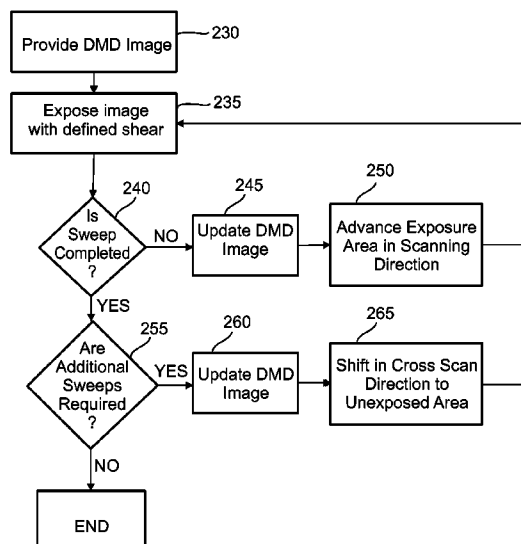 Provide DMD Image
230
Expose image
with defined shear
235
Is
Sweep
Completed
?
240
NO
YES
Update DMD
Image
245
Advance Exposure
Area in Scanning
Direction
250
Are
Additional
Sweeps
Required
?
255
YES
NO
Update DMD
Image
260
Shift in Cross Scan
Direction to
Unexposed Area
265
END